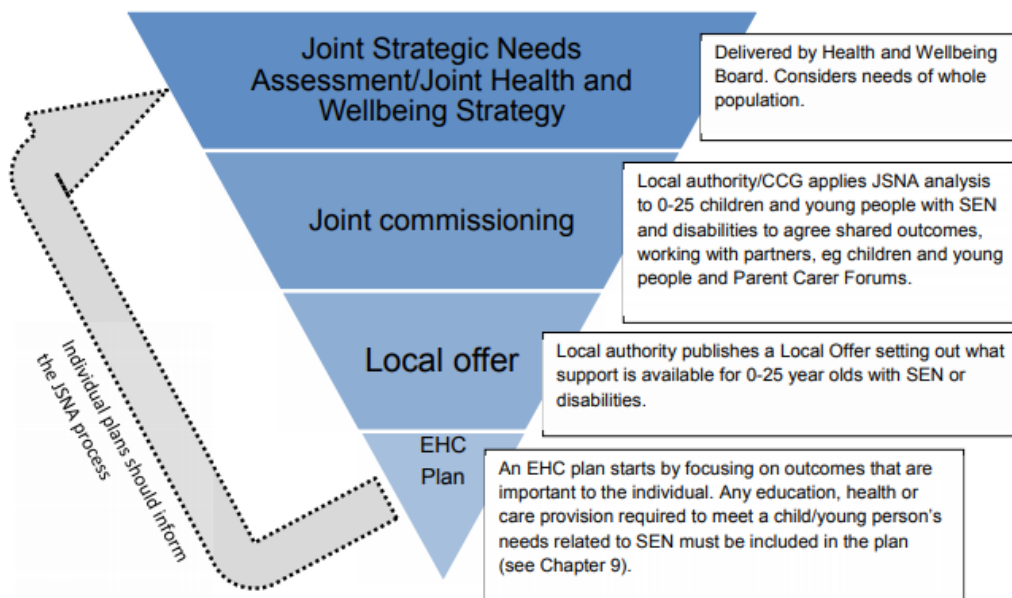 Joint Strategic Needs
Assessment/Joint Health and
Wellbeing Strategy
Delivered by Health and Wellbeing
Board. Considers needs of whole
population.
Joint commissioning
Local authority/CCG applies JSNA analysis
to 0-25 children and young people with SEN
and disabilities to agree shared outcomes,
working with partners, eg children and young
people and Parent Carer Forums.
Local offer
Local authority publishes a Local Offer setting out what
support is available for 0-25 year olds with SEN or
disabilities.
EHC
Plan
An EHC plan starts by focusing on outcomes that are
important to the individual. Any education, health or
care provision required to meet a child/young person's
needs related to SEN must be included in the plan
(see Chapter 9).
Individual plans should inform
the JSNA process